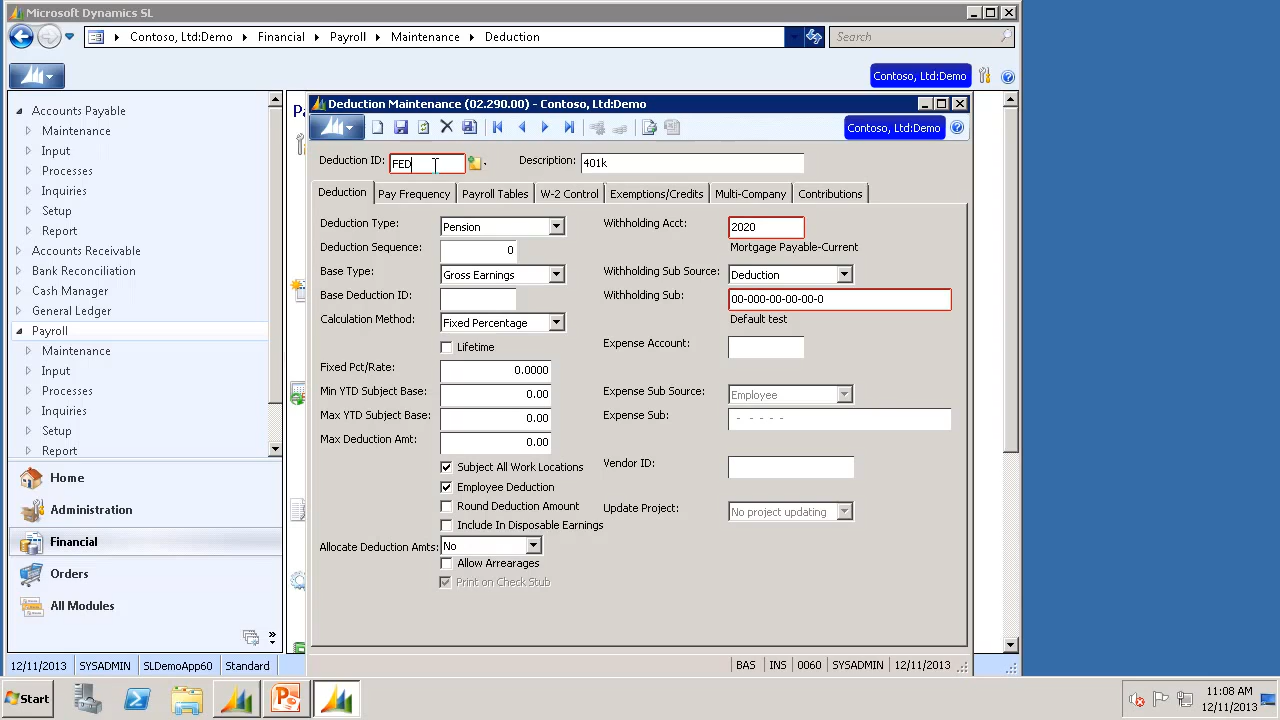 Microsoft Dynamics SL
Contoso, Ltd:Demo Financial Payroll Maintenance Deduction
Search
Contoso, Ltd:Demo
Accounts Payable
Maintenance
Input
Processes
Inquiries
Setup
Report
Accounts Receivable
Bank Reconciliation
Cash Manager
General Ledger
Payroll
Maintenance
Input
Processes
Inquiries
Setup
Report
Home
Administration
Financial
Orders
All Modules
12/11/2013 SYSADMIN SLDemoApp60 Standard
Pa
Deduction Maintenance (02.290.00) - Contoso, Ltd:Demo
Contoso, Ltd:Demo
Deduction ID: FED Description: 401k
Deduction Pay Frequency Payroll Tables W-2 Control Exemptions/Credits Multi-Company Contributions
Deduction Type: Pension
Deduction Sequence: 0
Base Type: Gross Earnings
Base Deduction ID:
Calculation Method: Fixed Percentage
Lifetime
Fixed Pct/Rate: 0.0000
Min YTD Subject Base: 0.00
Max YTD Subject Base: 0.00
Max Deduction Amt: 0.00
Subject All Work Locations
Employee Deduction
Round Deduction Amount
Include In Disposable Earnings
Allocate Deduction Amts: No
Allow Arrearages
Print on Check Stub
Withholding Acct: 2020
Mortgage Payable-Current
Withholding Sub Source: Deduction
Withholding Sub: 00-000-00-00-00-0
Default test
Expense Account:
Expense Sub Source: Employee
Expense Sub: - - - - -
Vendor ID:
Update Project: No project updating
BAS INS 0060 SYSADMIN 12/11/2013
Start
11:08 AM
12/11/2013